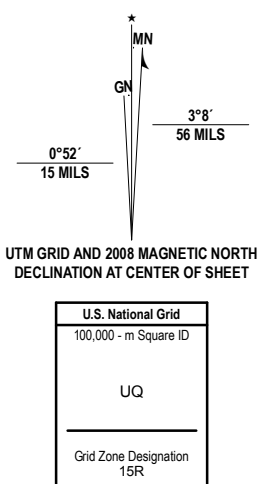 ★
MN
GN
3°8´
56 MILS
0°52´
15 MILS
UTM GRID AND 2008 MAGNETIC NORTH
DECLINATION AT CENTER OF SHEET
U.S. National Grid
100,000 - m Square ID
UQ
Grid Zone Designation
15R